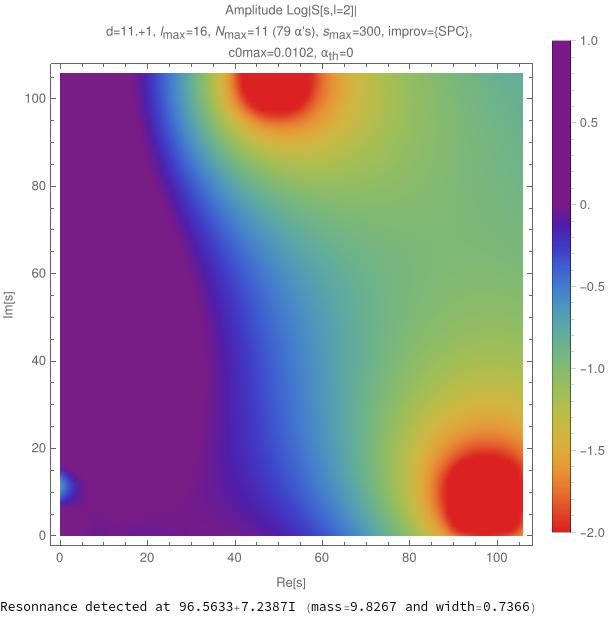 Amplitude Log|S[s,l=2]|
d=11.+1, lmax=16, Nmax=11 (79 α's), smax=300, improv={SPC},
c0max=0.0102, αth=0
100
80
60
40
20
0
Im[s]
0 20 40 60 80 100
Re[s]
1.0
0.5
0.
−0.5
−1.0
−1.5
−2.0
Resonnance detected at 96.5633+7.2387I (mass=9.8267 and width=0.7366)